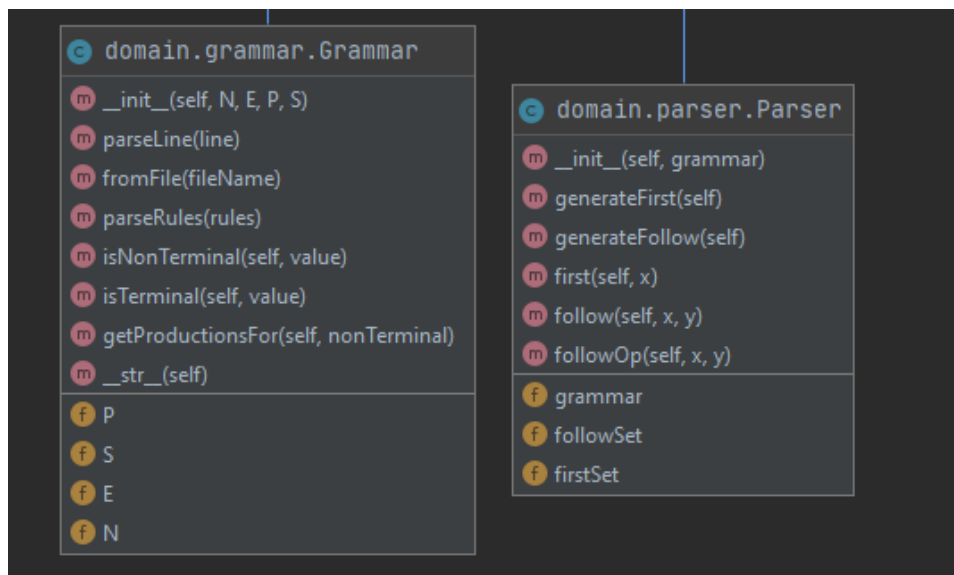 domain.grammar.Grammar
__init__(self, N, E, P, S)
parseLine(line)
fromFile(fileName)
parseRules(rules)
isNonTerminal(self, value)
isTerminal(self, value)
getProductionsFor(self, nonTerminal)
__str__(self)
P
S
E
N
domain.parser.Parser
__init__(self, grammar)
generateFirst(self)
generateFollow(self)
first(self, x)
follow(self, x, y)
followOp(self, x, y)
grammar
followSet
firstSet